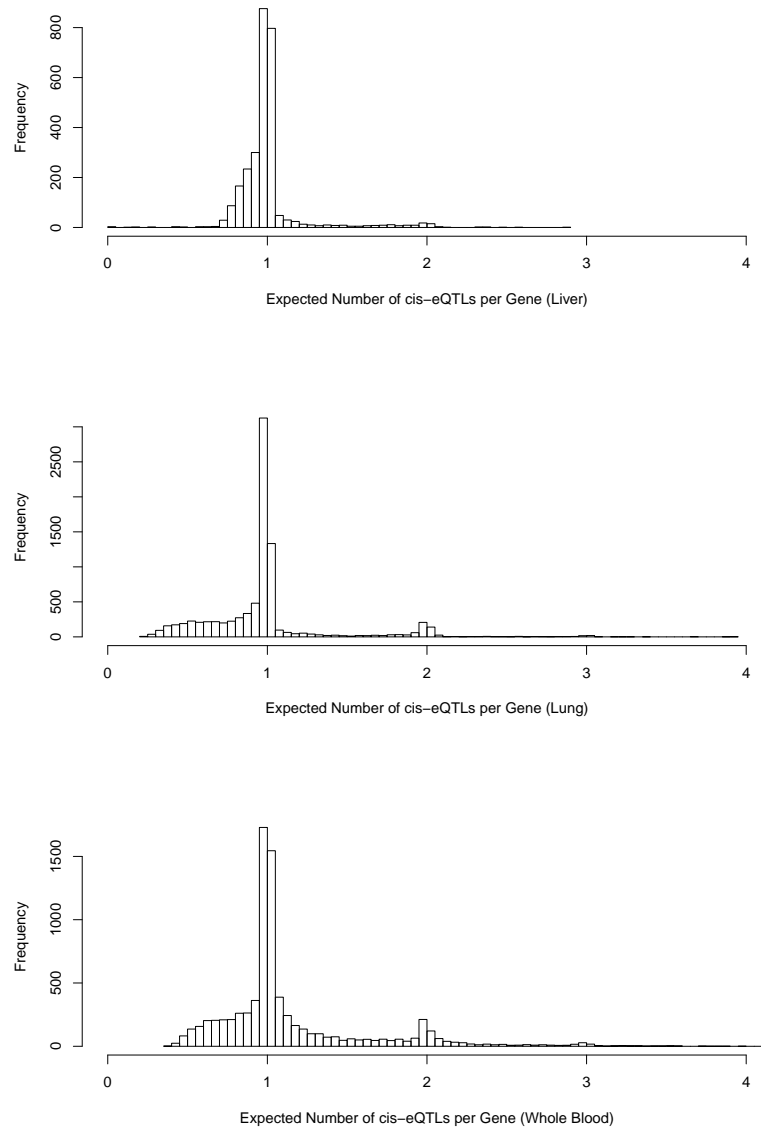 800
600
400
200
0
Frequency
0 1 2 3 4
Expected Number of cis−eQTLs per Gene (Liver)
2500
1500
500
0
Frequency
0 1 2 3 4
Expected Number of cis−eQTLs per Gene (Lung)
1500
1000
500
0
Frequency
0 1 2 3 4
Expected Number of cis−eQTLs per Gene (Whole Blood)